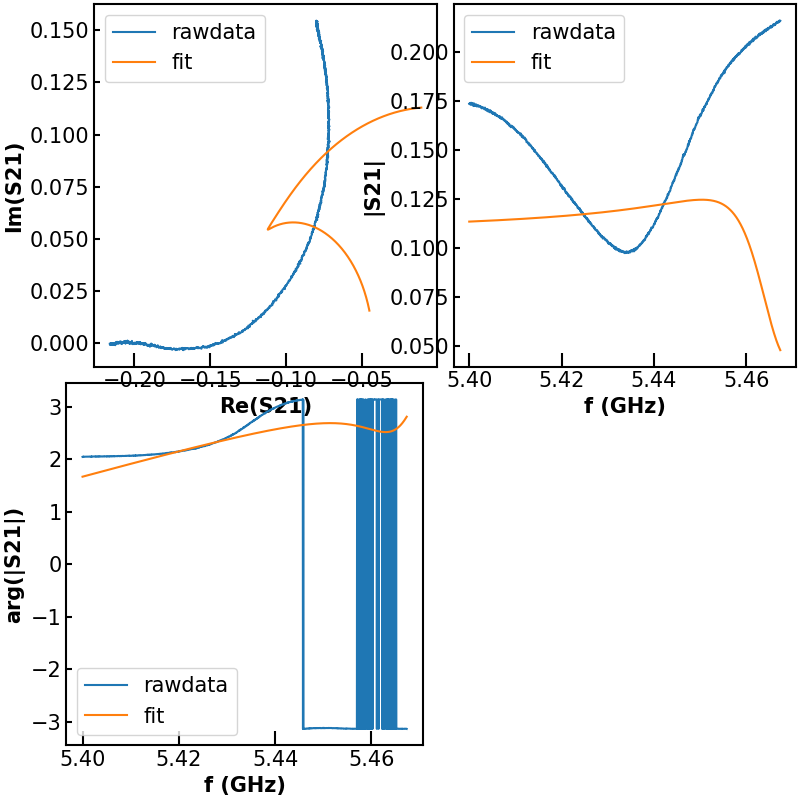 rawdata
fit
0.150
0.125
0.100
0.075
0.050
0.025
0.000
Im(S21)
−0.20 −0.15 −0.10 −0.05
Re(S21)
rawdata
fit
0.200
0.175
0.150
0.125
0.100
0.075
0.050
|S21|
5.40 5.42 5.44 5.46
f (GHz)
3
2
1
0
−1
−2
−3
arg(|S21|)
rawdata
fit
5.40 5.42 5.44 5.46
f (GHz)